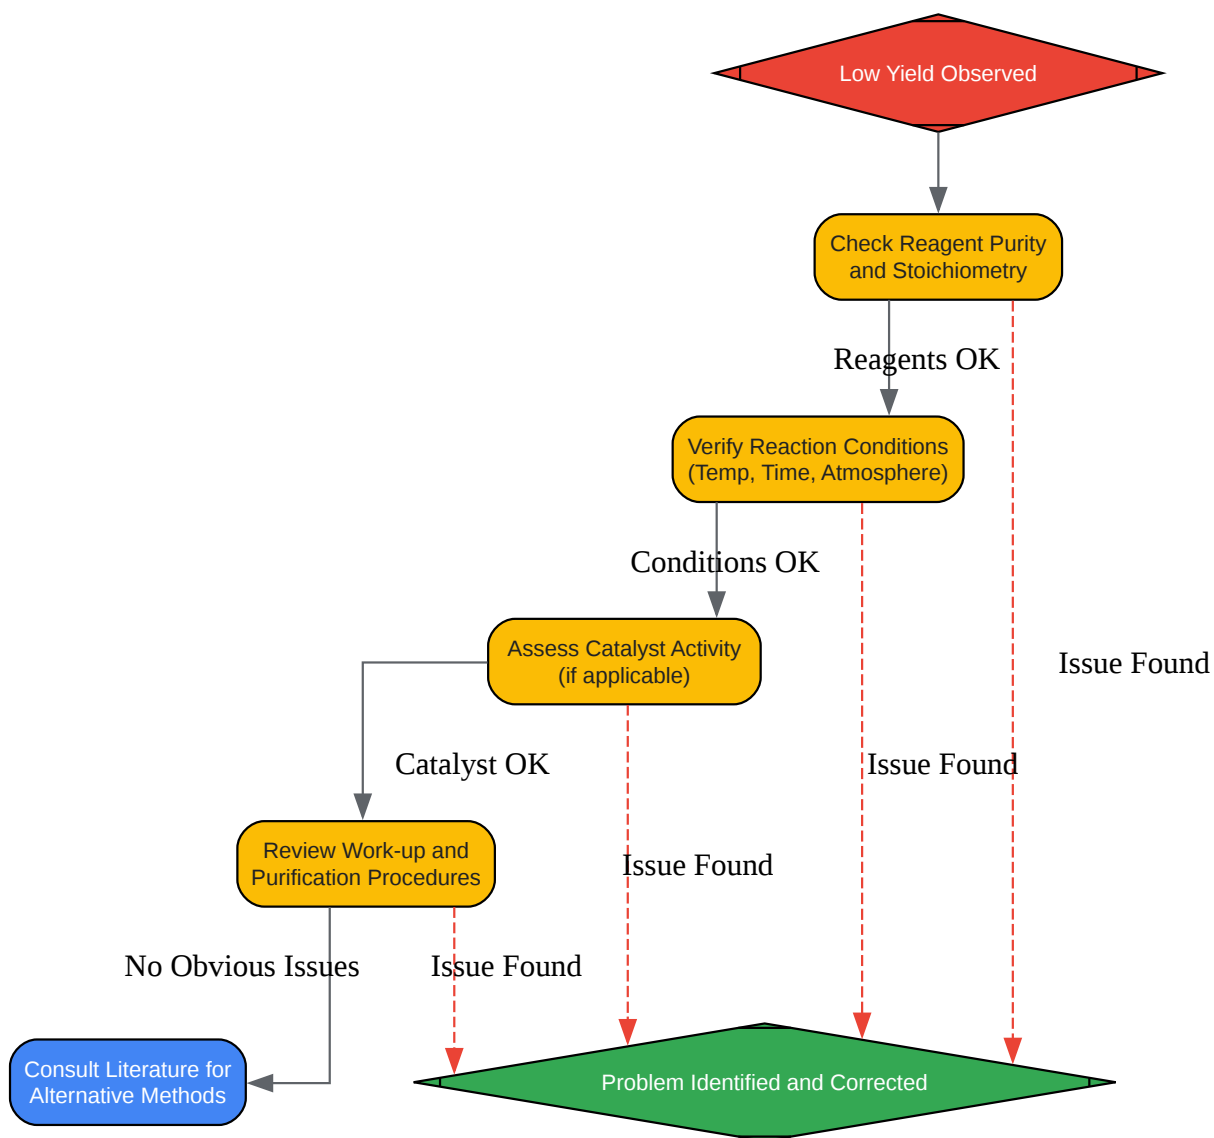 Low Yield Observed
Check Reagent Purity
and Stoichiometry
Reagents OK
Verify Reaction Conditions
(Temp, Time, Atmosphere)
Conditions OK
Assess Catalyst Activity
(if applicable)
Issue Found
Catalyst OK
Issue Found
Review Work-up and
Purification Procedures
Issue Found
No Obvious Issues
Issue Found
Consult Literature for
Alternative Methods
Problem Identified and Corrected